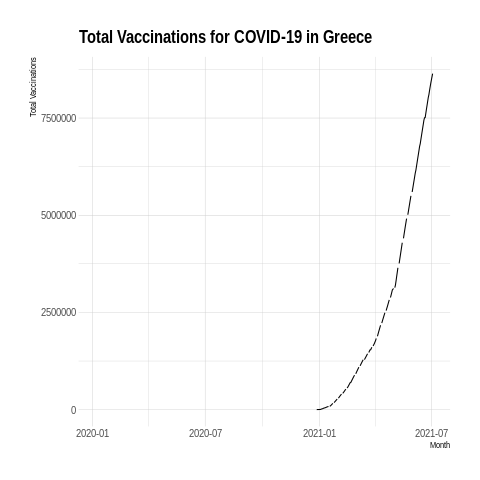 Total Vaccinations for COVID-19 in Greece
Total Vaccinations
7500000
5000000
2500000
0
2020-01 2020-07 2021-01 2021-07
Month